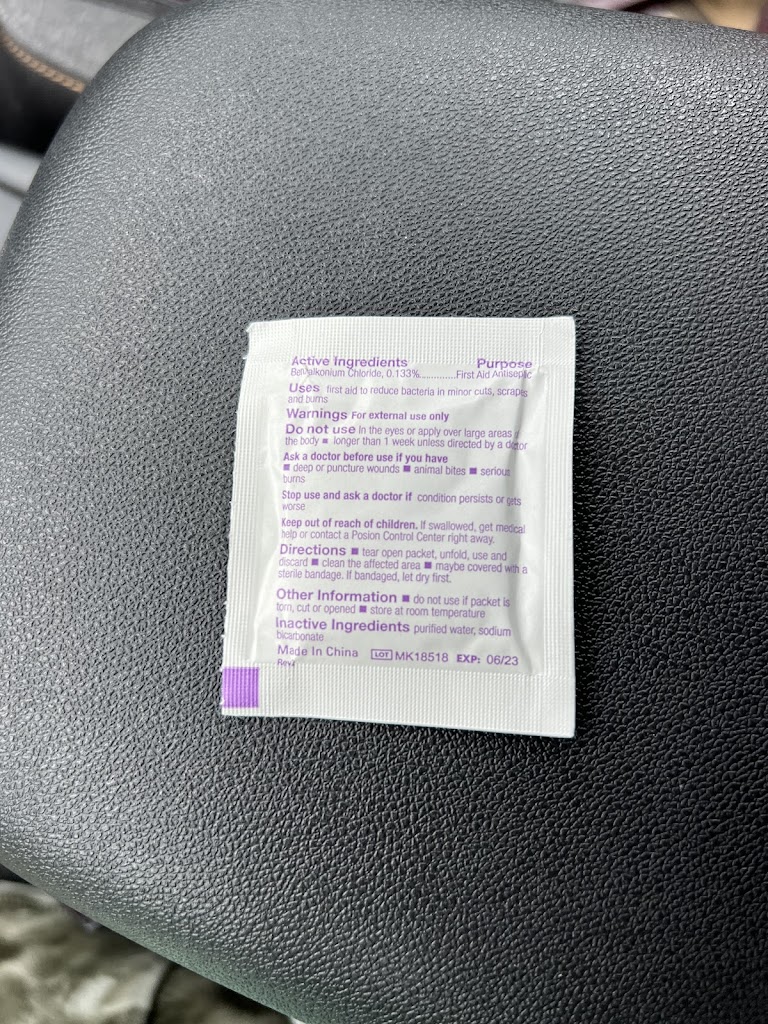 Active Ingredients Purpose
Benzalkonium Chloride, 0.133%.............First Aid Antiseptic
Uses first aid to reduce bacteria in minor cuts, scrapes
and burns
Warnings For external use only
Do not use In the eyes or apply over large areas
the body ■ longer than 1 week unless directed by a doctor
Ask a doctor before use if you have
■ deep or puncture wounds ■ animal bites ■ serious
burns
Stop use and ask a doctor if condition persists or gets
worse
Keep out of reach of children. If swallowed, get medical
help or contact a Posion Control Center right away.
Directions ■ tear open packet, unfold, use and
discard ■ clean the affected area ■ maybe covered with a
sterile bandage. If bandaged, let dry first.
Other Information ■ do not use if packet is
torn, cut or opened ■ store at room temperature
Inactive Ingredients purified water, sodium
bicarbonate
Made In China LOT MK18518 EXP: 06/23
Rev4